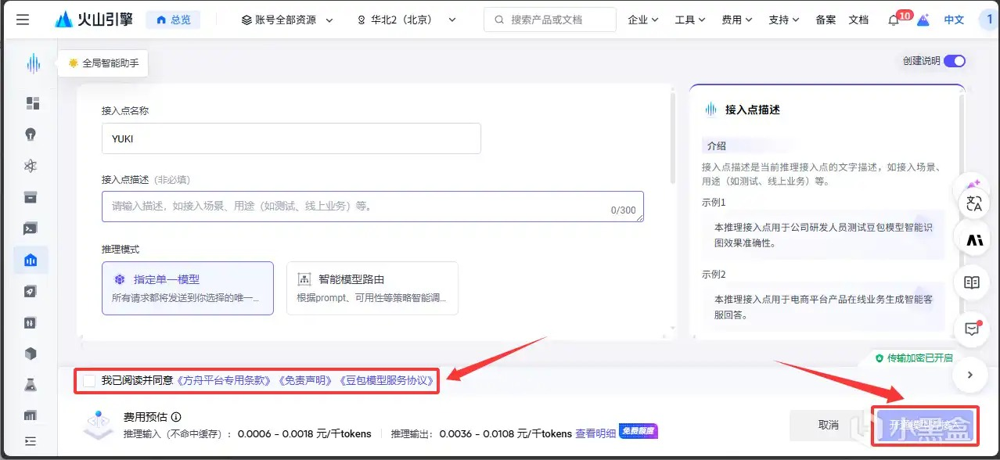 火山引擎
总览
账号全部资源
华北2（北京）
搜索产品或文档
企业
工具
费用
支持
备案
文档
10
中文
1
全局智能助手
创建说明
接入点名称
YUKI
接入点描述（非必填）
请输入描述，如接入场景、用途（如测试、线上业务）等。
0/300
推理模式
指定单一模型
所有请求都将发送到你选择的唯一...
智能模型路由
根据prompt、可用性等策略智能调...
接入点描述
介绍
接入点描述是当前推理接入点的文字描述，如接入场景、
用途（如测试、线上业务）等。
示例1
本推理接入点用于公司研发人员测试豆包模型智能识
图效果准确性。
示例2
本推理接入点用于电商平台产品在线业务生成智能客
服回答。
传输加密已开启
我已阅读并同意《方舟平台专用条款》《免责声明》《豆包模型服务协议》
费用预估
推理输入（不命中缓存）：0.0006 - 0.0018 元/千tokens
推理输出：0.0036 - 0.0108 元/千tokens 查看明细 免费额度
取消
小黑盒